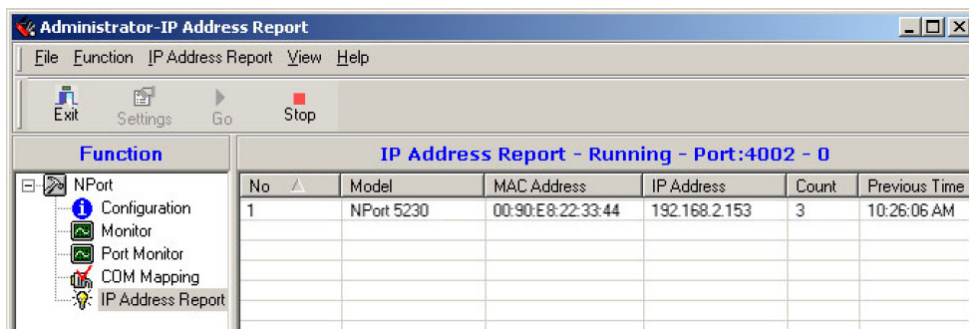 Administrator-IP Address Report
File Function IP Address Report View Help
Exit Settings Go Stop
Function
IP Address Report - Running - Port:4002 - 0
NPort
Configuration
Monitor
Port Monitor
COM Mapping
IP Address Report
No Model MAC Address IP Address Count Previous Time
1 NPort 5230 00:90:E8:22:33:44 192.168.2.153 3 10:26:06 AM